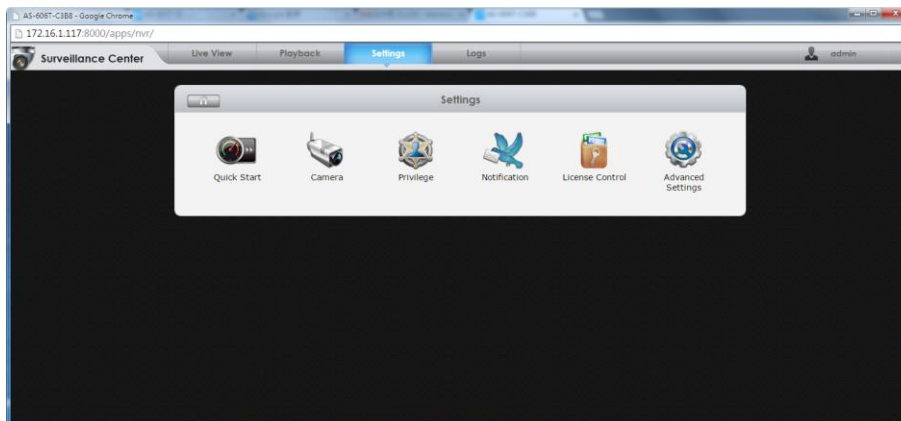 AS-606T-C3B8 - Google Chrome
172.16.1.117:8000/apps/nvr/
Surveillance Center
Live View
Playback
Settings
Logs
admin
Settings
Quick Start
Camera
Privilege
Notification
License Control
Advanced
Settings